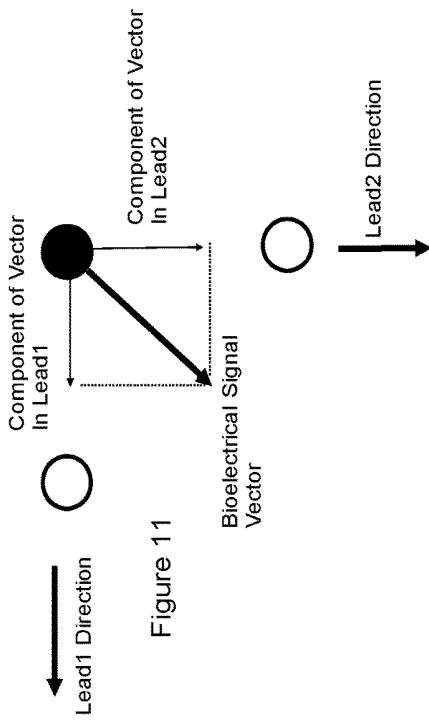 Component of Vector
In Lead1
Component of Vector
In Lead2
Lead1 Direction
Bioelectrical Signal
Vector
Lead2 Direction
Figure 11